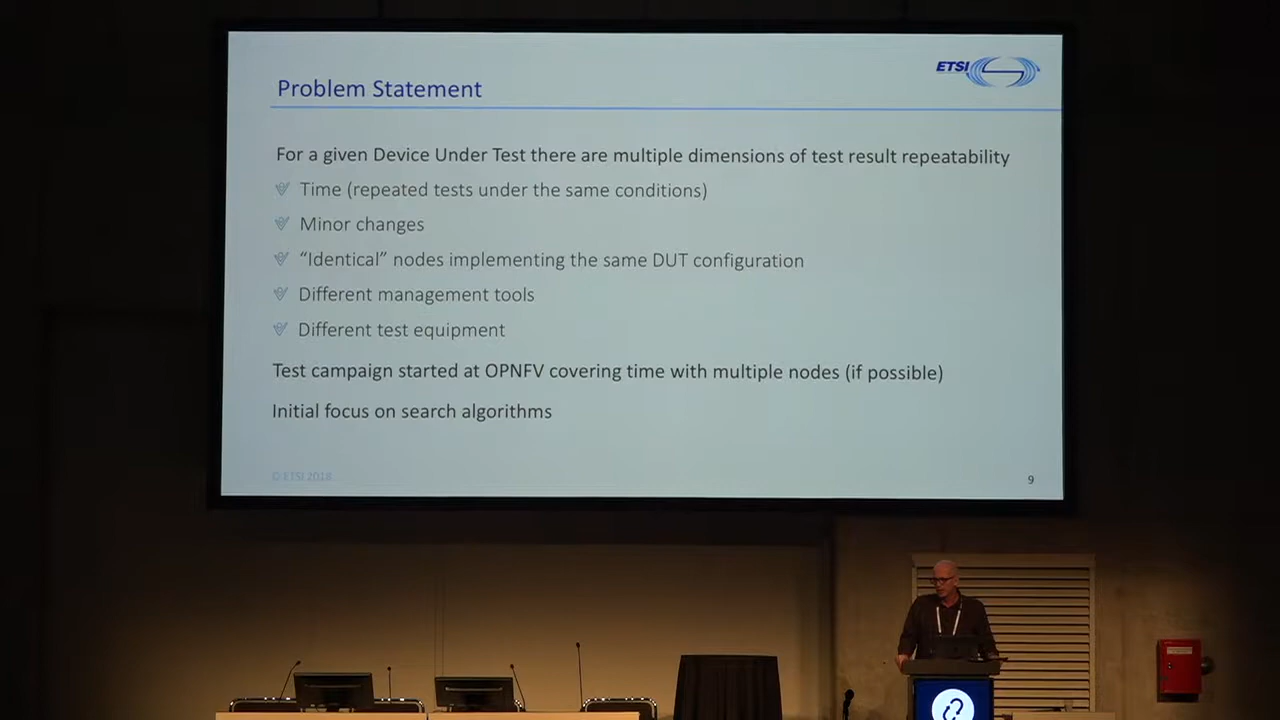 ETSI
Problem Statement
For a given Device Under Test there are multiple dimensions of test result repeatability
Time (repeated tests under the same conditions)
Minor changes
“Identical” nodes implementing the same DUT configuration
Different management tools
Different test equipment
Test campaign started at OPNFV covering time with multiple nodes (if possible)
Initial focus on search algorithms
© ETSI 2018
9